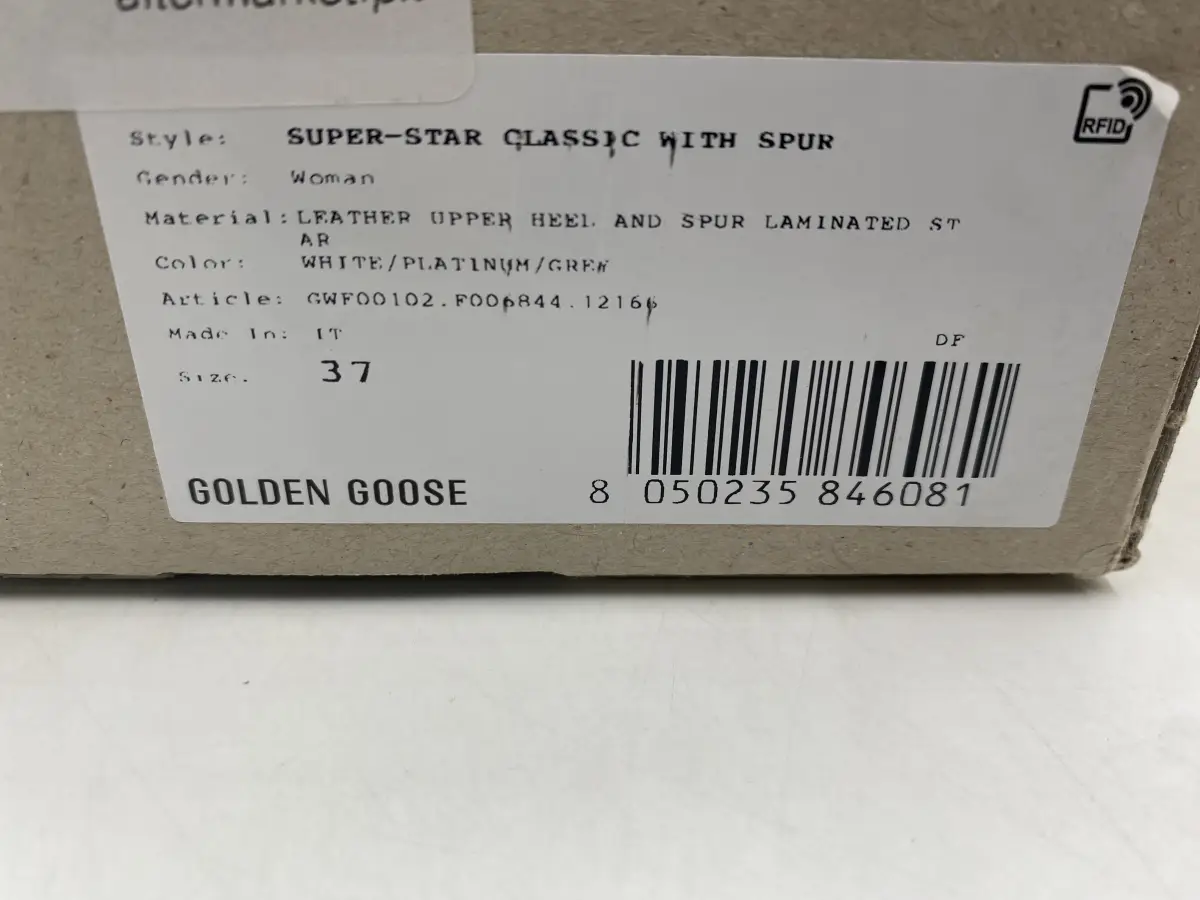 Style: SUPER-STAR CLASSIC WITH SPUR
RFID
Gender: Woman
Material: LEATHER UPPER HEEL AND SPUR LAMINATED ST
AR
Color: WHITE/PLATINUM/GREW
Article: GWF00102.F006844.12166
Made In: IT
DF
Size: 37
GOLDEN GOOSE
8 050235 846081